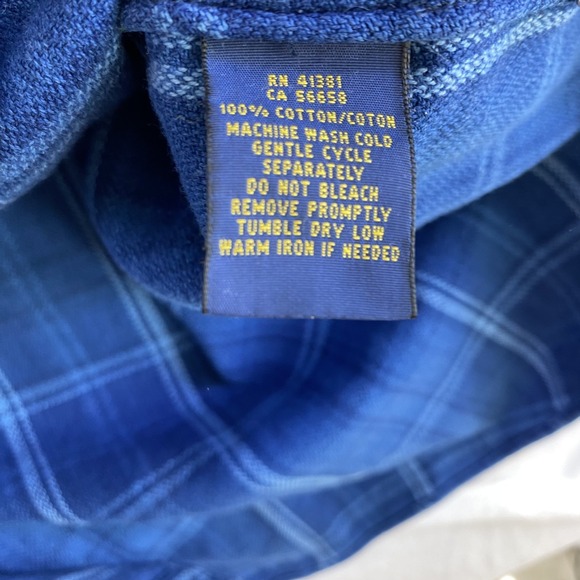 RN 41381
CA 56658
100% COTTON/COTON
MACHINE WASH COLD
GENTLE CYCLE
SEPARATELY
DO NOT BLEACH
REMOVE PROMPTLY
TUMBLE DRY LOW
WARM IRON IF NEEDED